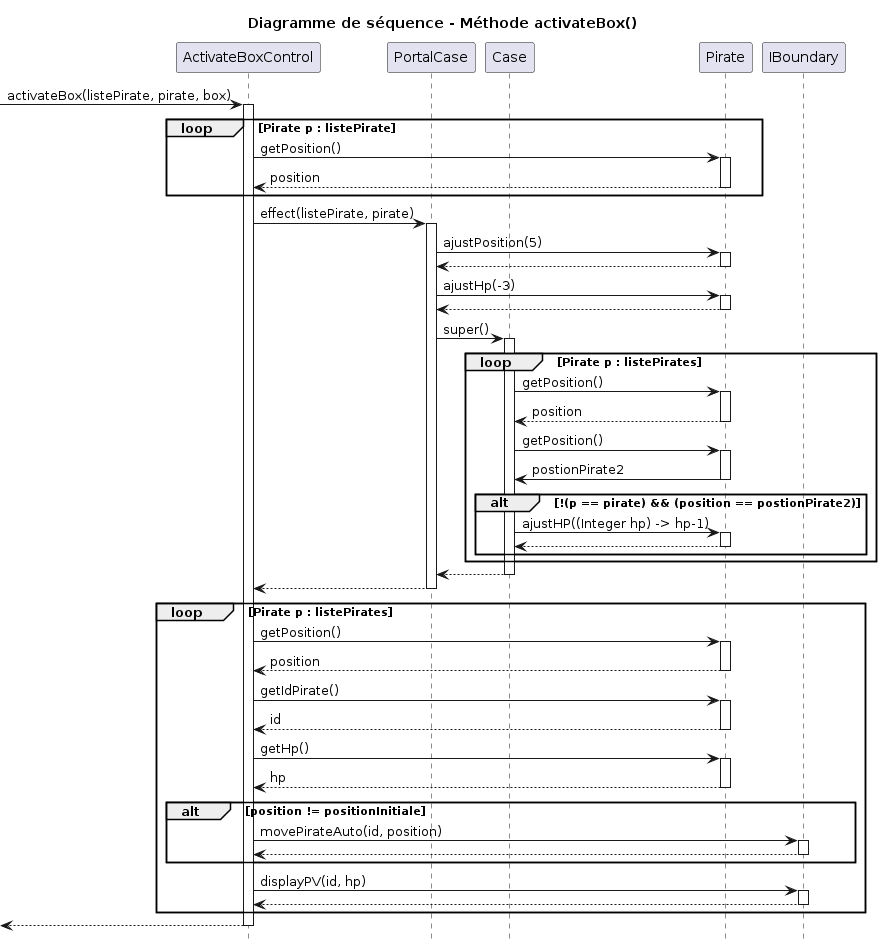 Diagramme de séquence - Méthode activateBox()
ActivateBoxControl
PortalCase
Case
Pirate
IBoundary
activateBox(listePirate, pirate, box)
loop
[Pirate p : listePirate]
getPosition()
position
effect(listePirate, pirate)
ajustPosition(5)
ajustHp(-3)
super()
loop
[Pirate p : listePirates]
getPosition()
position
getPosition()
postionPirate2
alt
[!(p == pirate) && (position == postionPirate2)]
ajustHP((Integer hp) -> hp-1)
loop
[Pirate p : listePirates]
getPosition()
position
getIdPirate()
id
getHp()
hp
alt
[position != positionInitiale]
movePirateAuto(id, position)
displayPV(id, hp)